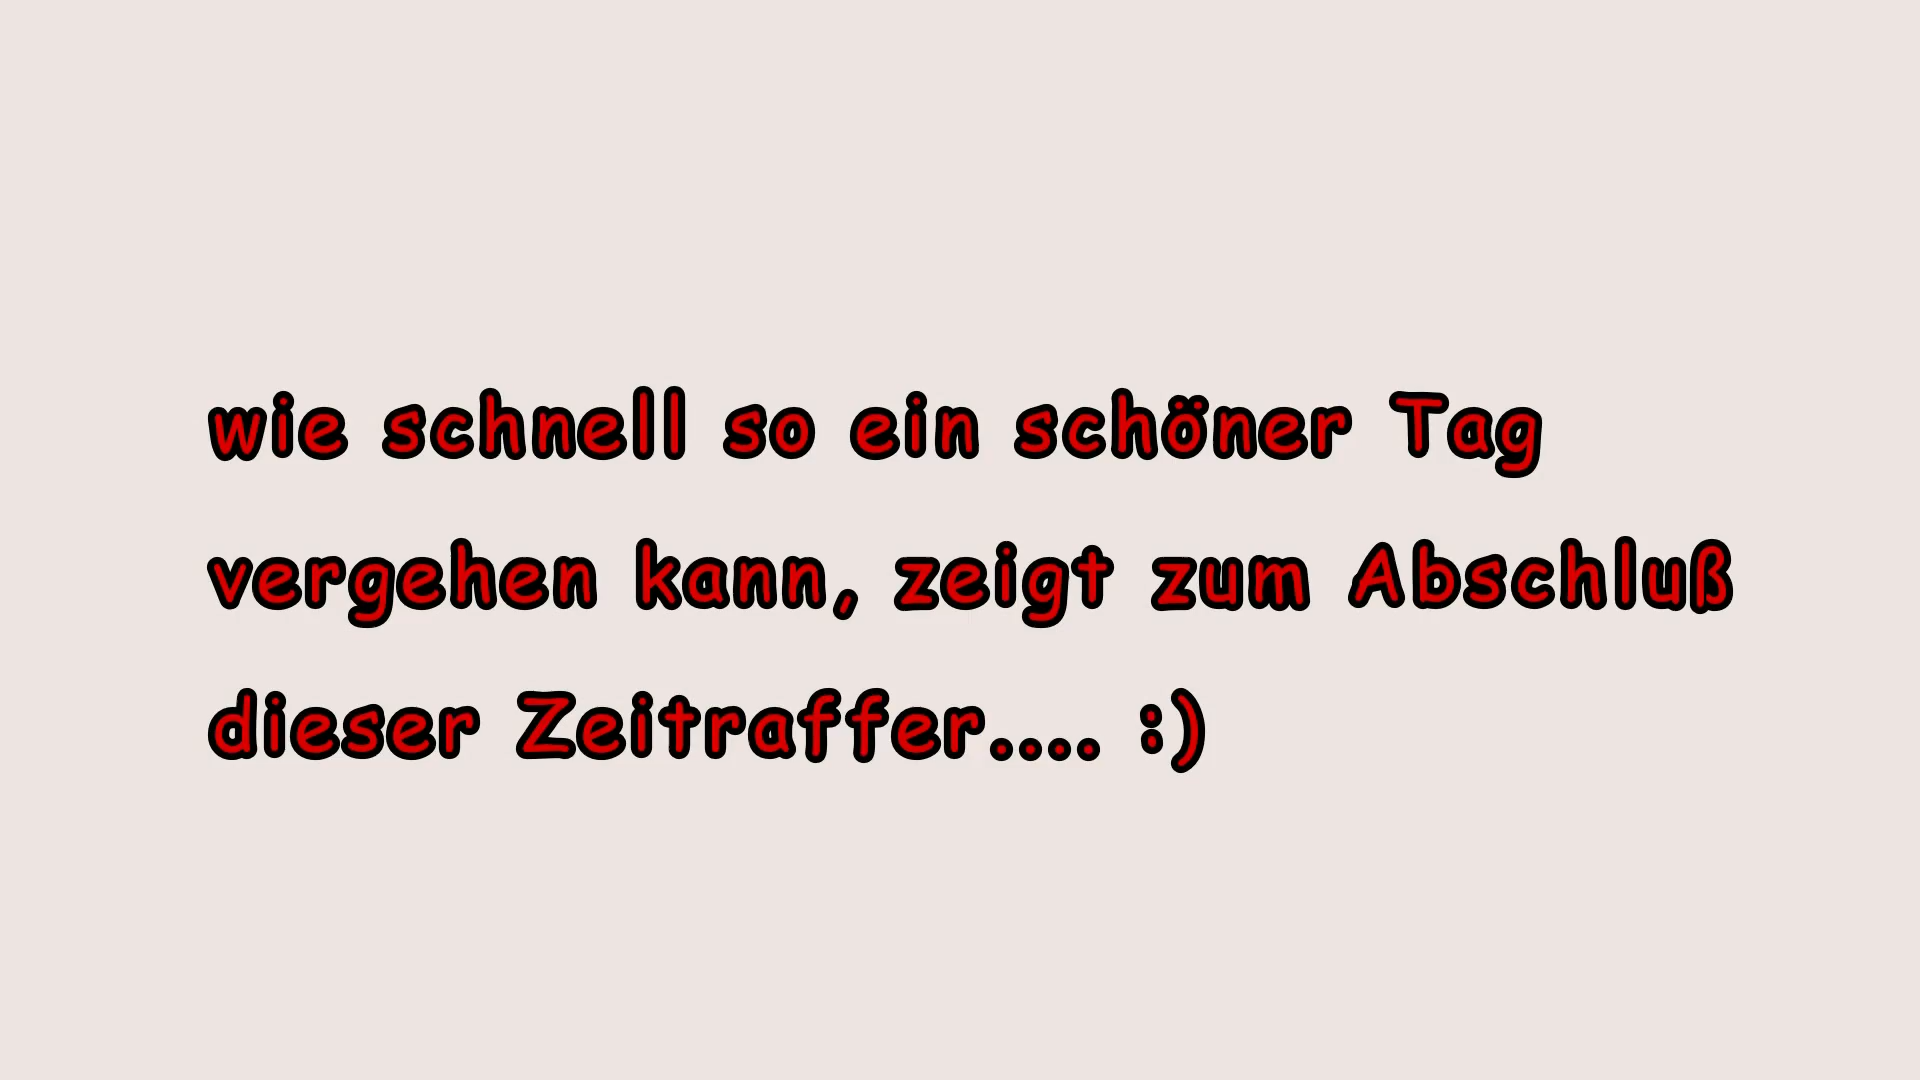 wie schnell so ein schöner Tag
vergehen kann, zeigt zum Abschluß
dieser Zeitraffer.... :)